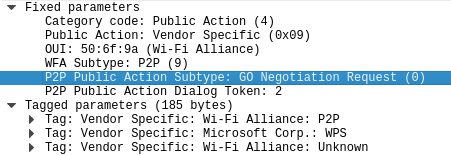 Fixed parameters
Category code: Public Action (4)
Public Action: Vendor Specific (0x09)
OUI: 50:6f:9a (Wi-Fi Alliance)
WFA Subtype: P2P (9)
P2P Public Action Subtype: GO Negotiation Request (0)
P2P Public Action Dialog Token: 2
Tagged parameters (185 bytes)
Tag: Vendor Specific: Wi-Fi Alliance: P2P
Tag: Vendor Specific: Microsoft Corp.: WPS
Tag: Vendor Specific: Wi-Fi Alliance: Unknown